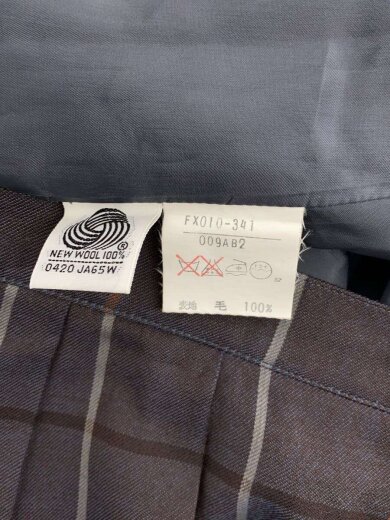 NEW WOOL 100%
®
0420 JA65W
FX010-341
009AB2
表地 毛 100%